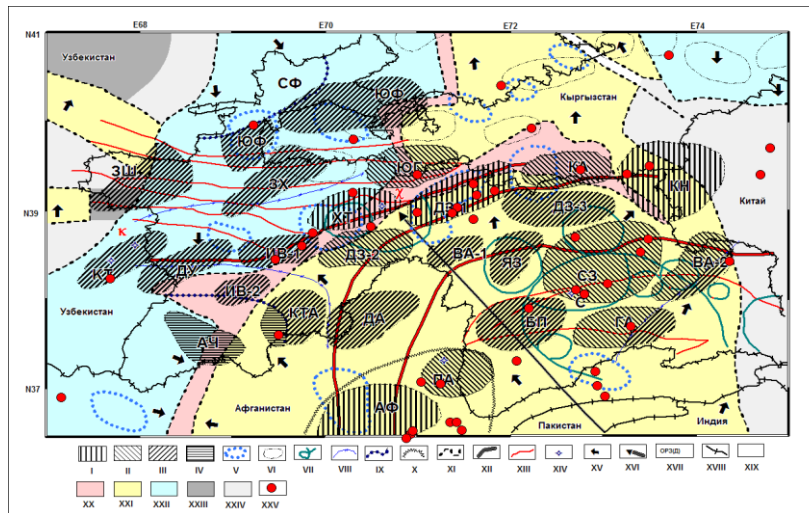 E68 E70 E72 E74
N41
Узбекистан
СФ
ЮФ
Кыргызстан
ЮФ
ЗШ
ЗХ
ЮГ
КА
КН
Китай
N39
ХТ
ДЗ-3
К
КТ
ДУ
ИВ-1
ДЗ-2
ВА-1
ЯЗ
СЗ
ВА-2
ИВ-2
Узбекистан
КТА
ДА
БП
С
ГА
АЧ
N37
ПА
АФ
Афганистан
Пакистан
Индия
I II III IV V VI VII VIII IX X XI XII XIII XIV XV XVI XVII XVIII XIX
XX XXI XXII XXIII XXIV XXV